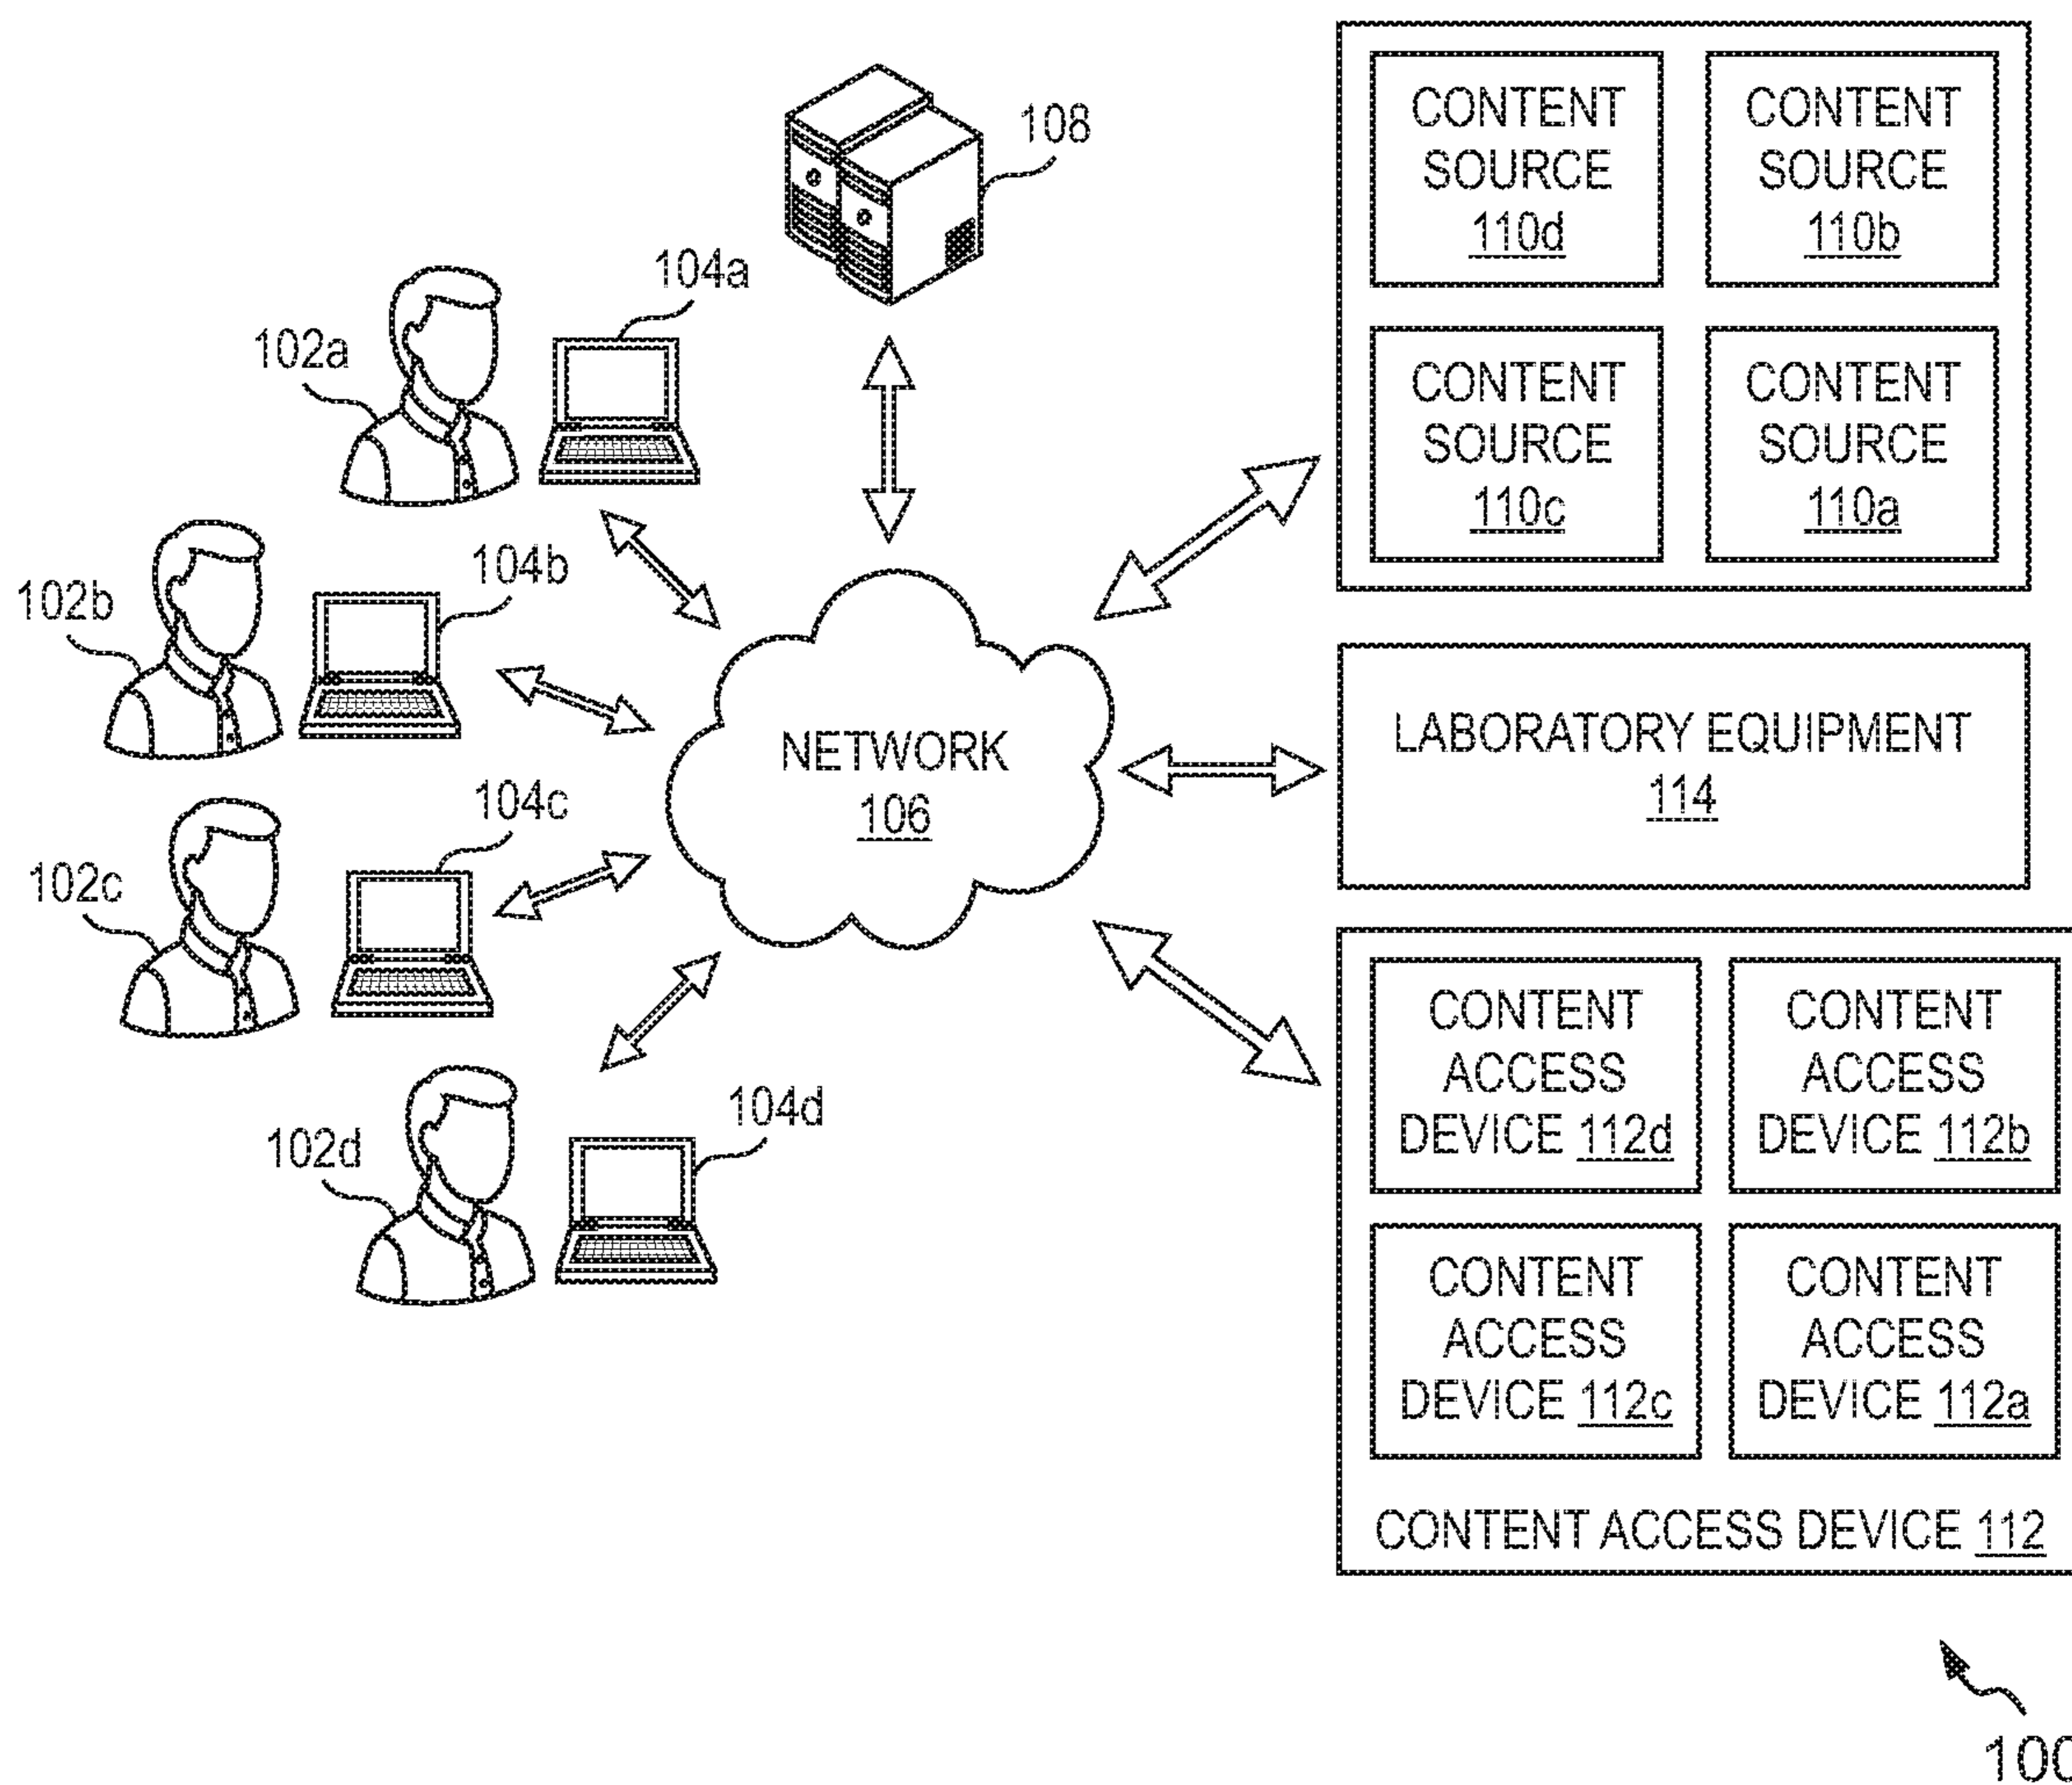 108
104a
102a
104b
102b
104c
102c
104d
102d
NETWORK
106
CONTENT
SOURCE
110d
CONTENT
SOURCE
110b
CONTENT
SOURCE
110c
CONTENT
SOURCE
110a
LABORATORY EQUIPMENT
114
CONTENT
ACCESS
DEVICE 112d
CONTENT
ACCESS
DEVICE 112b
CONTENT
ACCESS
DEVICE 112c
CONTENT
ACCESS
DEVICE 112a
CONTENT ACCESS DEVICE 112
100